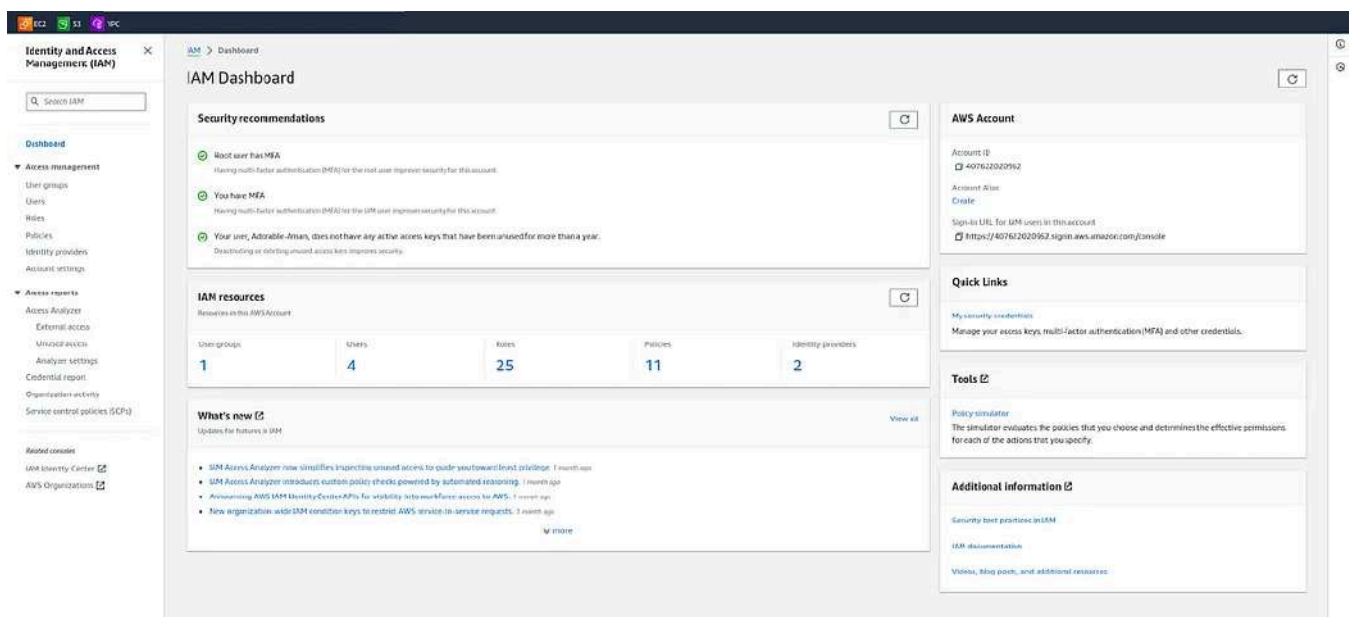 EC2 S3 VPC
Identity and Access
Management (IAM)
Search IAM
Dashboard
Access management
User groups
Users
Roles
Policies
Identity providers
Account settings
Access reports
Access Analyzer
External access
Unused access
Analyzer settings
Credential report
Organization activity
Service control policies (SCPs)
Related consoles
IAM Identity Center
AWS Organizations
IAM > Dashboard
IAM Dashboard
Security recommendations
Root user has MFA
Having multi-factor authentication (MFA) for the root user improves security for this account.
You have MFA
Having multi-factor authentication (MFA) for the IAM user improves security for this account.
Your user, Adorable-Aman, does not have any active access keys that have been unused for more than a year.
Deactivating or deleting unused access keys improves security.
IAM resources
Resources in this AWS Account
User groups Users Roles Policies Identity providers
1 4 25 11 2
What's new
View all
Updates for features in IAM
IAM Access Analyzer now simplifies inspecting unused access to guide you toward least privilege. 1 month ago
IAM Access Analyzer introduces custom policy checks powered by automated reasoning. 1 month ago
Announcing AWS IAM Identity Center APIs for visibility into workforce access to AWS. 1 month ago
New organization-wide IAM condition keys to restrict AWS service-to-service requests. month ago
more
AWS Account
Account ID
407622020962
Account Alias
Create
Sign-in URL for IAM users in this account
https://407622020962.signin.aws.amazon.com/console
Quick Links
My security credentials
Manage your access keys, multi-factor authentication (MFA) and other credentials.
Tools
Policy simulator
The simulator evaluates the policies that you choose and determines the effective permissions
for each of the actions that you specify.
Additional information
Security best practices in IAM
IAM documentation
Videos, blog posts, and additional resources